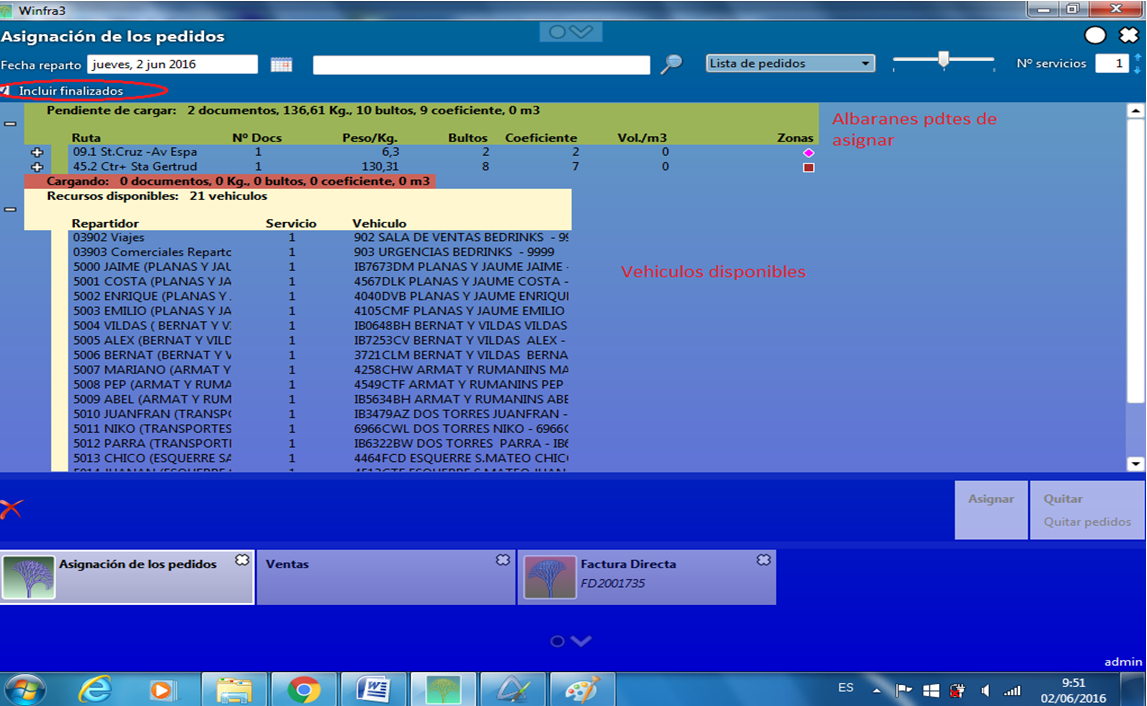 Winfra3
Asignación de los pedidos
Fecha reparto jueves, 2 jun 2016 Lista de pedidos Nº servicios 1
Incluir finalizados
Pendiente de cargar: 2 documentos, 136,61 Kg., 10 bultos, 9 coeficiente, 0 m3
Albaranes pdtes de
asignar
Ruta Nº Docs Peso/Kg. Bultos Coeficiente Vol./m3 Zonas
09.1 St.Cruz -Av Espa 1 6,3 2 2 0
45.2 Ctr+ Sta Gertrud 1 130,31 8 7 0
Cargando: 0 documentos, 0 Kg., 0 bultos, 0 coeficiente, 0 m3
Recursos disponibles: 21 vehiculos
Repartidor Servicio Vehiculo
03902 Viajes 1 902 SALA DE VENTAS BEDRINKS - 99
03903 Comerciales Reparto 1 903 URGENCIAS BEDRINKS - 9999
5000 JAIME (PLANAS Y JAU 1 IB7673DM PLANAS Y JAUME JAIME -
Vehiculos disponibles
5001 COSTA (PLANAS Y JA 1 4567DLK PLANAS Y JAUME COSTA -
5002 ENRIQUE (PLANAS Y . 1 4040DVB PLANAS Y JAUME ENRIQUI
5003 EMILIO (PLANAS Y JA 1 4105CMF PLANAS Y JAUME EMILIO
5004 VILDAS ( BERNAT Y V 1 IB0648BH BERNAT Y VILDAS VILDAS
5005 ALEX (BERNAT Y VILD 1 IB7253CV BERNAT Y VILDAS ALEX -
5006 BERNAT (BERNAT Y V 1 3721CLM BERNAT Y VILDAS BERNA
5007 MARIANO (ARMAT Y 1 4258CHW ARMAT Y RUMANINS MA
5008 PEP (ARMAT Y RUMA 1 4549CTF ARMAT Y RUMANINS PEP
5009 ABEL (ARMAT Y RUM 1 IB5634BH ARMAT Y RUMANINS ABE
5010 JUANFRAN (TRANSP 1 IB3479AZ DOS TORRES JUANFRAN -
5011 NIKO (TRANSPORTES 1 6966CWL DOS TORRES NIKO - 6966
5012 PARRA (TRANSPORTI 1 IB6322BW DOS TORRES PARRA - IB6
5013 CHICO (ESQUERRE SA 1 4464FCD ESQUERRE S.MATEO CHIC
Asignar Quitar
Quitar pedidos
Asignación de los pedidos Ventas Factura Directa
FD2001735
admin
ES 9:51
02/06/2016